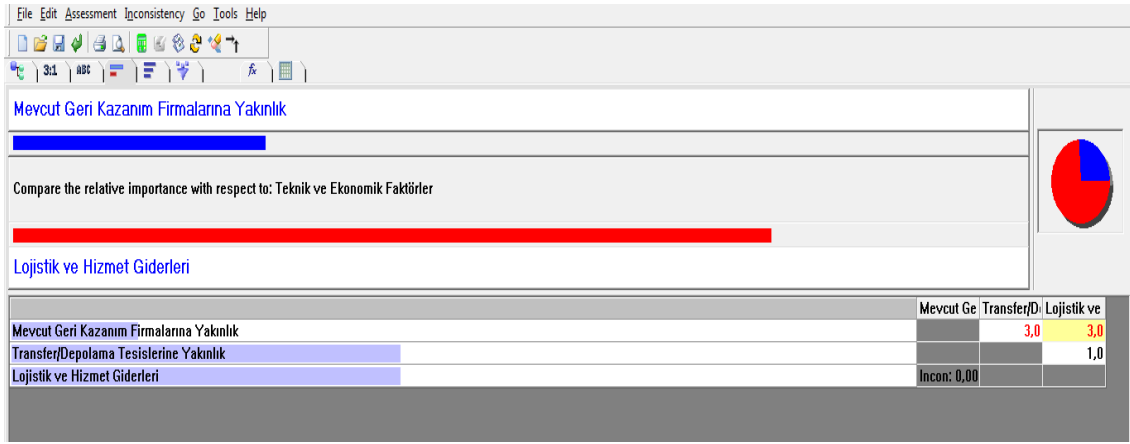 File Edit Assessment Inconsistency Go Tools Help
3:1 ABC fx
Mevcut Geri Kazanım Firmalarına Yakınlık
Compare the relative importance with respect to: Teknik ve Ekonomik Faktörler
Lojistik ve Hizmet Giderleri
Mevcut Ge Transfer/D Lojistik ve
Mevcut Geri Kazanım Firmalarına Yakınlık 3,0 3,0
Transfer/Depolama Tesislerine Yakınlık 1,0
Lojistik ve Hizmet Giderleri Incon: 0,00